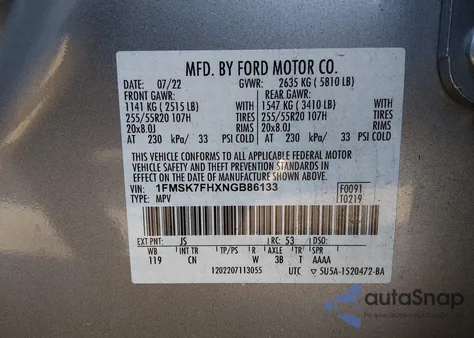 MFD. BY FORD MOTOR CO.
DATE: 07/22 GVWR: 2635 KG (5810 LB)
FRONT GAWR: REAR GAWR:
1141 KG (2515 LB) 1547 KG (3410 LB)
255/55R20 107H 255/55R20 107H
20x8.0J 20x8.0J
AT 230 kPa/ 33 PSI COLD AT 230 kPa/ 33 PSI COLD
THIS VEHICLE CONFORMS TO ALL APPLICABLE FEDERAL MOTOR
VEHICLE SAFETY AND THEFT PREVENTION STANDARDS IN
EFFECT ON THE DATE OF MANUFACTURE SHOWN ABOVE.
VIN: 1FMSK7FHXNGB86133 F0091
TYPE: MPV T0219
EXT PNT: JS RC: 53 DSO:
WB INT TR TP/PS R AXLE TR SPR
119 CN W 3B T AAAA
1202207113055 UTC 5U5A-1520472-BA
autoSnap